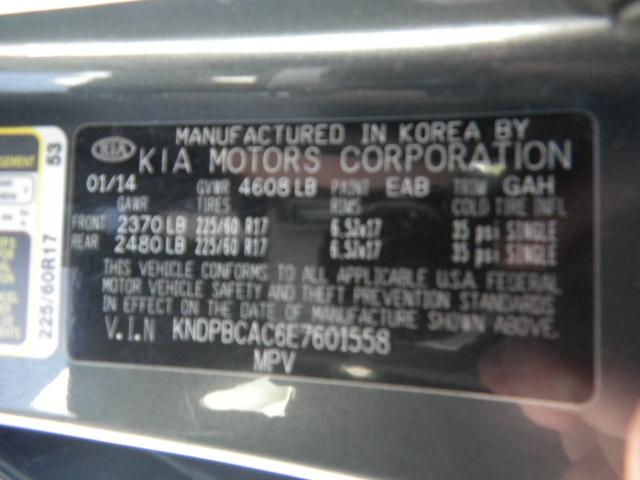 MANUFACTURED IN KOREA BY
KIA KIA MOTORS CORPORATION
01/14 GVWR 4608 LB PAINT EAB TRIM GAH
GAWR TIRES RIMS COLD TIRE INFL
FRONT 2370 LB 225/60 R17 6.5Jx17 35 psi SINGLE
REAR 2480 LB 225/60 R17 6.5Jx17 35 psi SINGLE
THIS VEHICLE CONFORMS TO ALL APPLICABLE U.S.A. FEDERAL
MOTOR VEHICLE SAFETY AND THEFT PREVENTION STANDARDS
IN EFFECT ON THE DATE OF MANUFACTURE SHOWN ABOVE.
V.I.N KNDPBCAC6E7601558
MPV
53
225/60R17